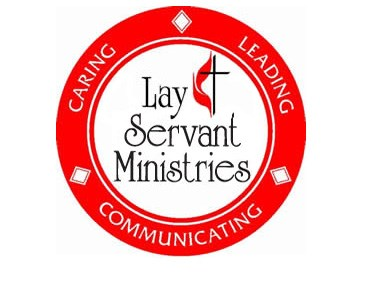 CARING
LEADING
COMMUNICATING
Lay
Servant
Ministries